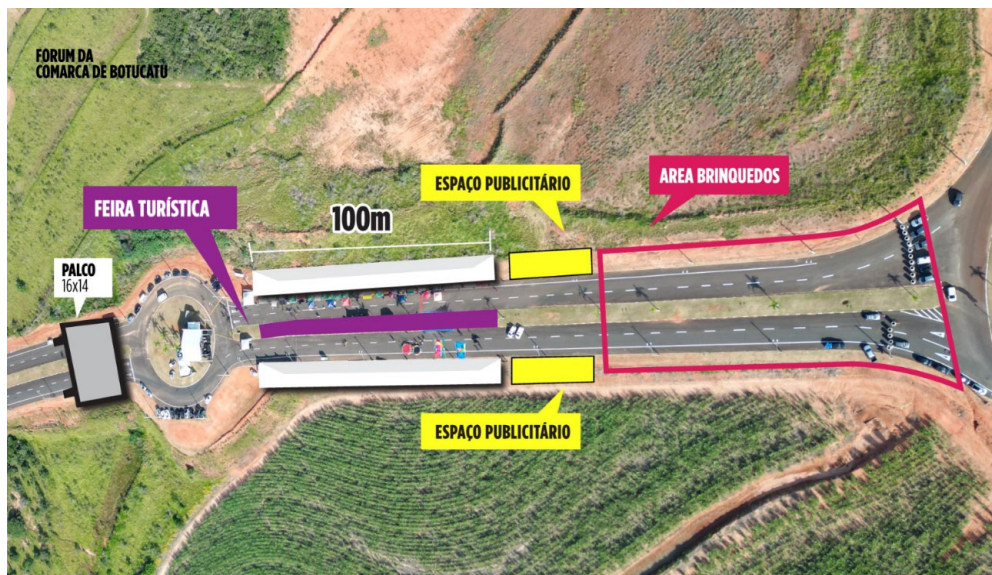 FORUM DA
COMARCA DE BOTUCATU
ESPAÇO PUBLICITÁRIO
AREA BRINQUEDOS
FEIRA TURÍSTICA
100m
PALCO
16x14
ESPAÇO PUBLICITÁRIO